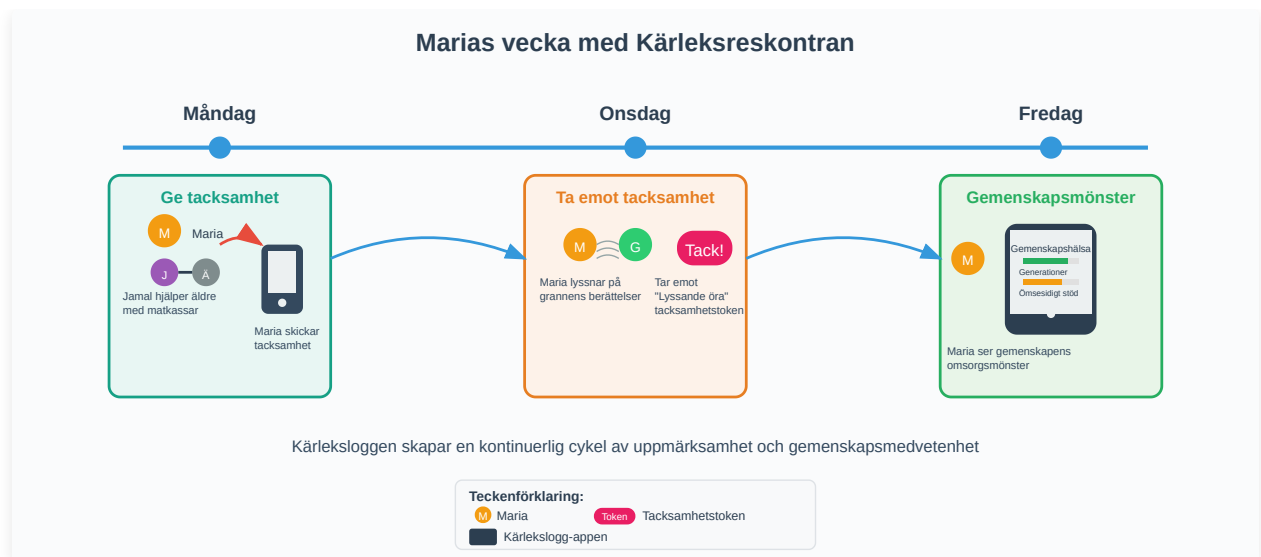 Marias vecka med Kärleksreskontran
Måndag
Onsdag
Fredag
Ge tacksamhet
M
Maria
J
Ä
Jamal hjälper äldre
med matkassar
Maria skickar
tacksamhet
Ta emot tacksamhet
M
G
Tack!
Maria lyssnar på
grannens berättelser
Tar emot
"Lyssande öra"
tacksamhetstoken
Gemenskapsmönster
M
Gemenskapshälsa
Generationer
Ömsesidigt stöd
Maria ser gemenskapens
omsorgsmönster
Kärleksloggen skapar en kontinuerlig cykel av uppmärksamhet och gemenskapsmedvetenhet
Teckenförklaring:
M Maria
Token Tacksamhetstoken
Kärlekslogg-appen